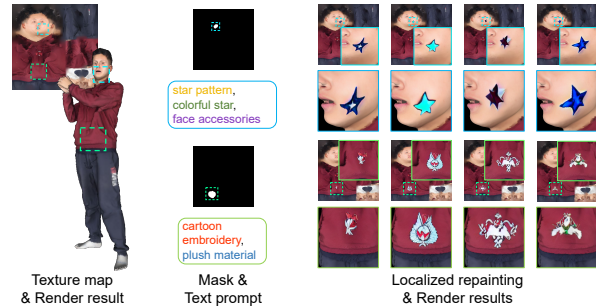 star pattern,
colorful star,
face accessories
cartoon
embroidery,
plush material
Texture map
& Render result
Mask &
Text prompt
Localized repainting
& Render results